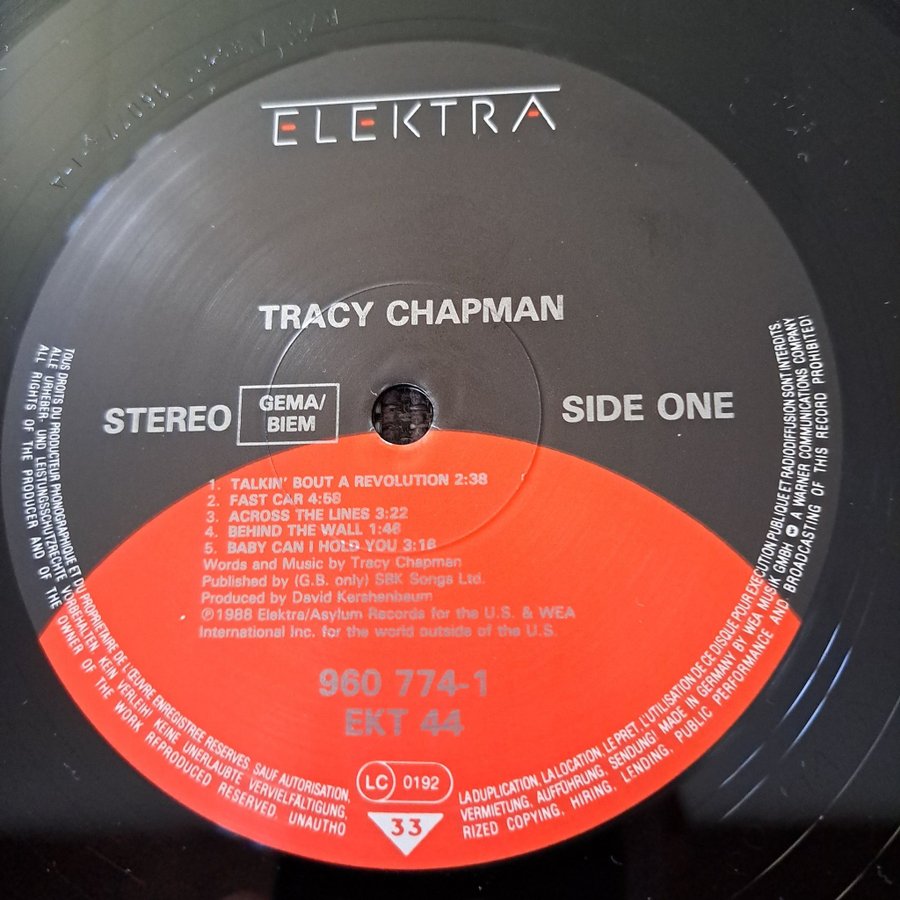 ELEKTRA
TRACY CHAPMAN
STEREO
GEMA/
BIEM
SIDE ONE
1. TALKIN' BOUT A REVOLUTION 2:38
2. FAST CAR 4:58
3. ACROSS THE LINES 3:22
4. BEHIND THE WALL 1:46
5. BABY CAN I HOLD YOU 3:16
Words and Music by Tracy Chapman
Published by (G.B. only) SBK Songs Ltd.
Produced by David Kershenbaum
℗1988 Elektra/Asylum Records for the U.S. & WEA
International Inc. for the world outside of the U.S.
960 774-1
EKT 44
LC 0192
33
TOUS DROITS DU PRODUCTEUR PHONOGRAPHIQUE ET DU PROPRIETAIRE DE L'ŒUVRE ENREGISTREE RESERVES. SAUF AUTORISATION, LA DUPLICATION, LA LOCATION, LE PRET, L'UTILISATION DE CE DISQUE POUR EXECUTION PUBLIQUE ET RADIODIFFUSION SONT INTERDITS.
ALLE URHEBER- UND LEISTUNGSSCHUTZRECHTE VORBEHALTEN. KEIN VERLEIH! KEINE UNERLAUBTE VERVIELFÄLTIGUNG, VERMIETUNG, AUFFÜHRUNG, SENDUNG! MADE IN GERMANY BY WEA MUSIK GMBH W A WARNER COMMUNICATIONS COMPANY
ALL RIGHTS OF THE PRODUCER AND OF THE OWNER OF THE WORK REPRODUCED RESERVED. UNAUTHORIZED COPYING, HIRING, LENDING, PUBLIC PERFORMANCE AND BROADCASTING OF THIS RECORD PROHIBITED!